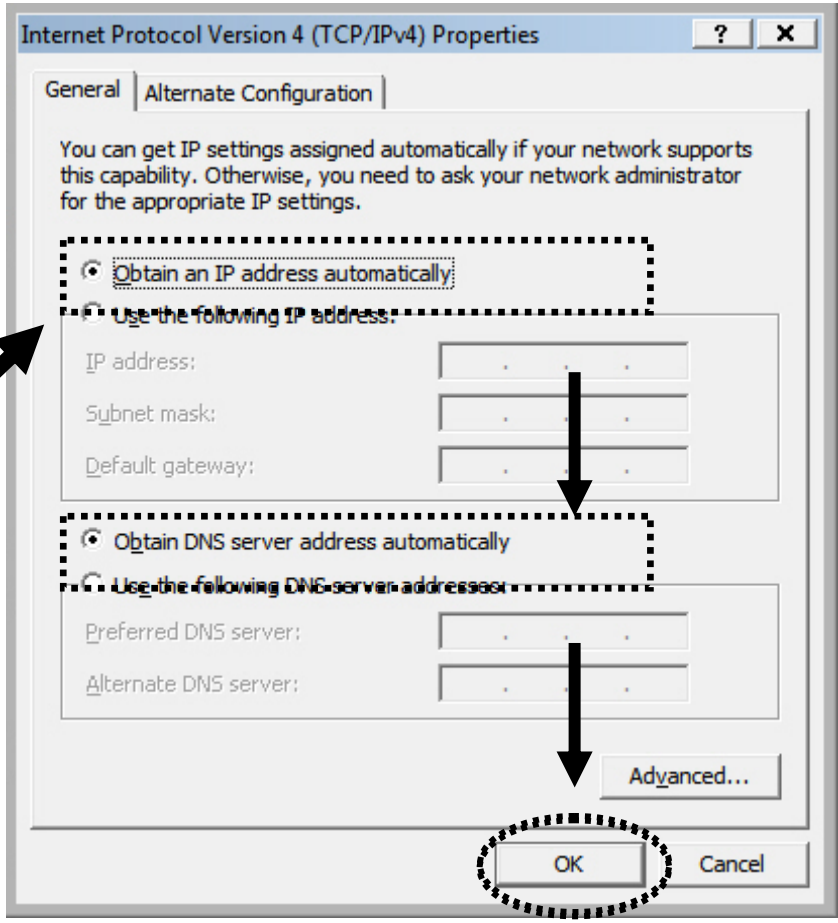 Internet Protocol Version 4 (TCP/IPv4) Properties
General
Alternate Configuration
You can get IP settings assigned automatically if your network supports
this capability. Otherwise, you need to ask your network administrator
for the appropriate IP settings.
Obtain an IP address automatically
Use the following IP address:
IP address:
Subnet mask:
Default gateway:
Obtain DNS server address automatically
Use the following DNS server addresses:
Preferred DNS server:
Alternate DNS server:
Advanced...
OK
Cancel